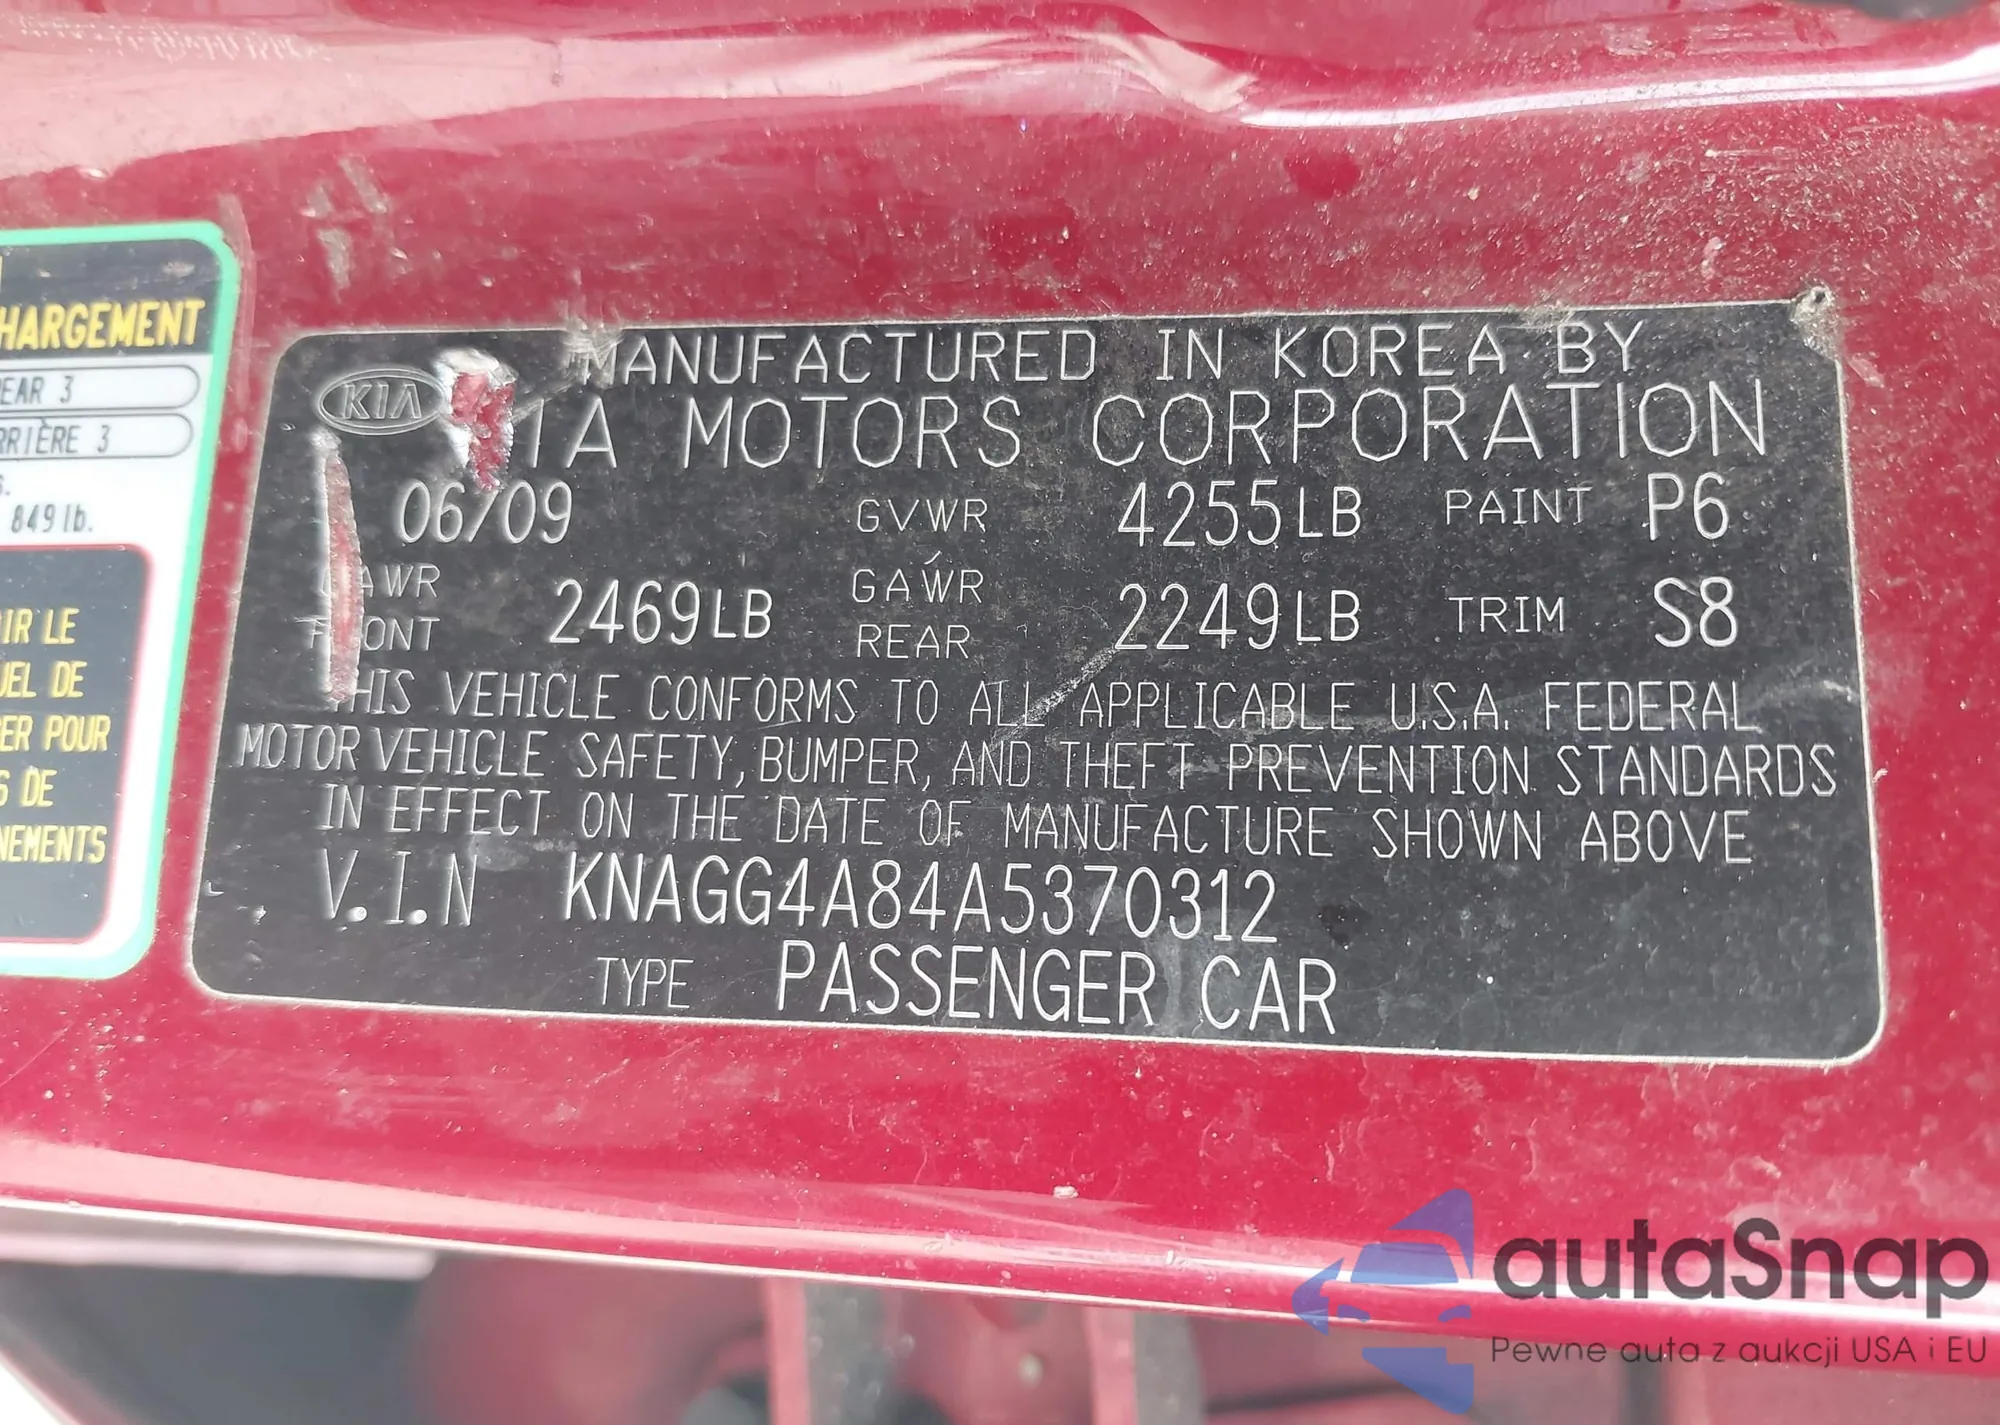 HARGEMENT
EAR 3
RRIÈRE 3
849 lb.
IR LE
UEL DE
ER POUR
S DE
NEMENTS
MANUFACTURED IN KOREA BY
KIA
IA MOTORS CORPORATION
06/09 GVWR 4255LB PAINT P6
GAWR FRONT 2469LB GAWR REAR 2249LB TRIM S8
THIS VEHICLE CONFORMS TO ALL APPLICABLE U.S.A. FEDERAL
MOTOR VEHICLE SAFETY, BUMPER, AND THEFT PREVENTION STANDARDS
IN EFFECT ON THE DATE OF MANUFACTURE SHOWN ABOVE
V.I.N KNAGG4A84A5370312
TYPE PASSENGER CAR
autaSnap
Pewne auta z aukcji USA i EU